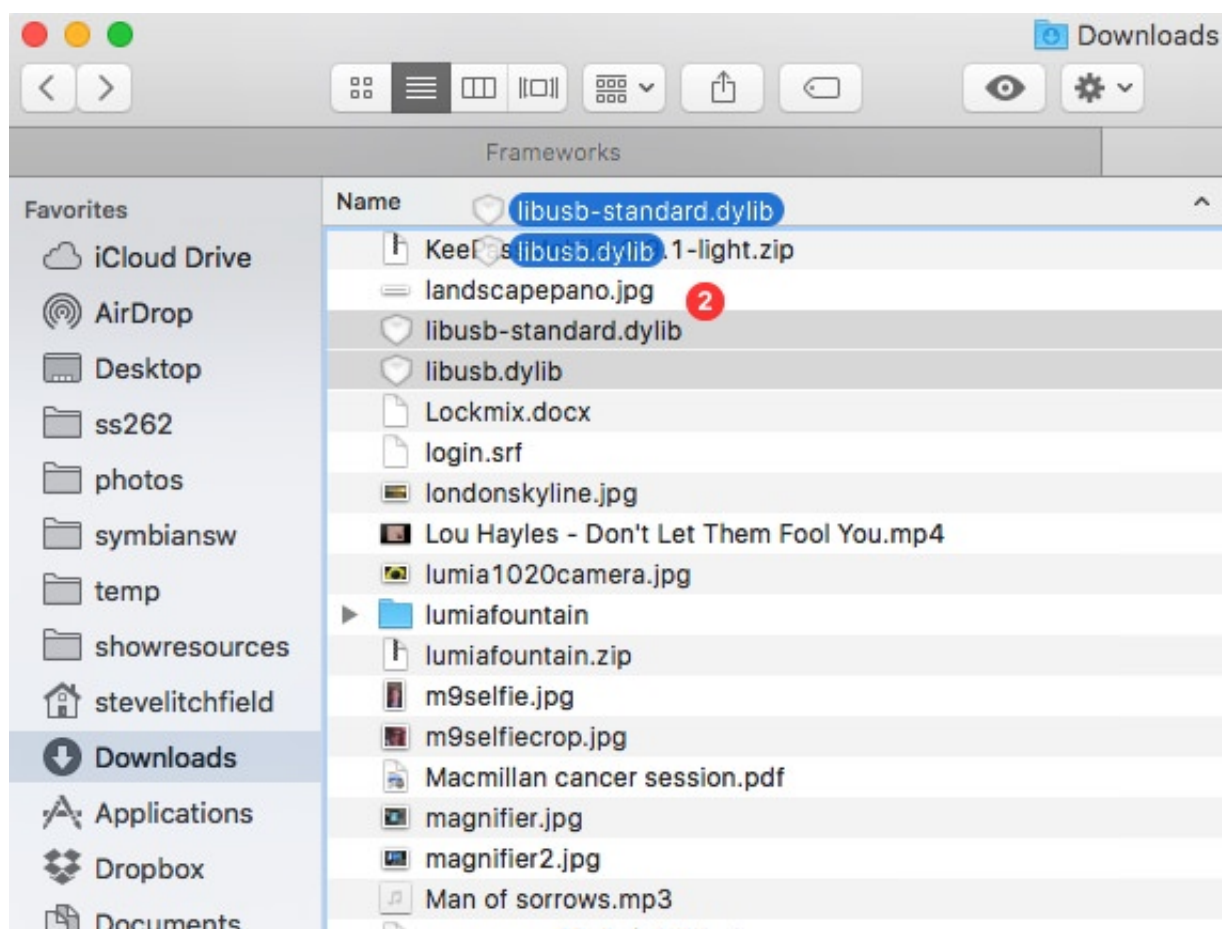 Downloads
Frameworks
Favorites
iCloud Drive
AirDrop
Desktop
ss262
photos
symbiansw
temp
showresources
stevelitchfield
Downloads
Applications
Dropbox
Documents
Name
libusb-standard.dylib
libusb.dylib
.1-light.zip
landscapepano.jpg
2
libusb-standard.dylib
libusb.dylib
Lockmix.docx
login.srf
londonskyline.jpg
Lou Hayles - Don't Let Them Fool You.mp4
lumia1020camera.jpg
lumiafountain
lumiafountain.zip
m9selfie.jpg
m9selfiecrop.jpg
Macmillan cancer session.pdf
magnifier.jpg
magnifier2.jpg
Man of sorrows.mp3